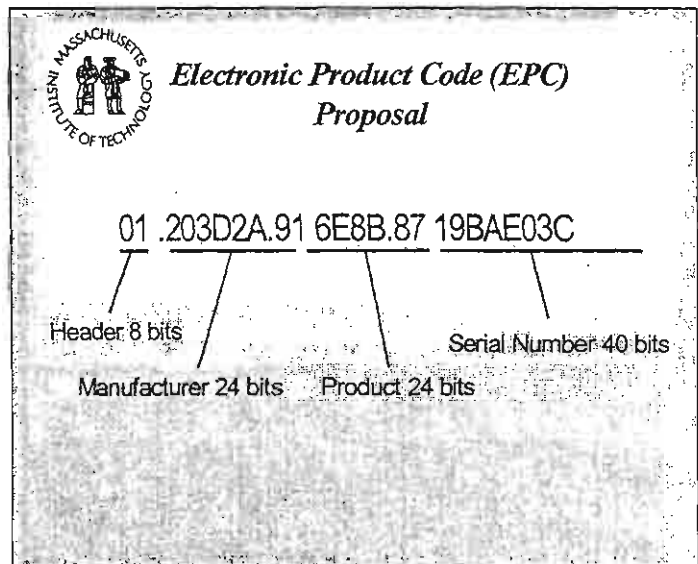 MASSACHUSETTS INSTITUTE OF TECHNOLOGY
Electronic Product Code (EPC)
Proposal
01 .203D2A.91 6E8B.87 19BAE03C
Header 8 bits
Serial Number 40 bits
Manufacturer 24 bits Product 24 bits